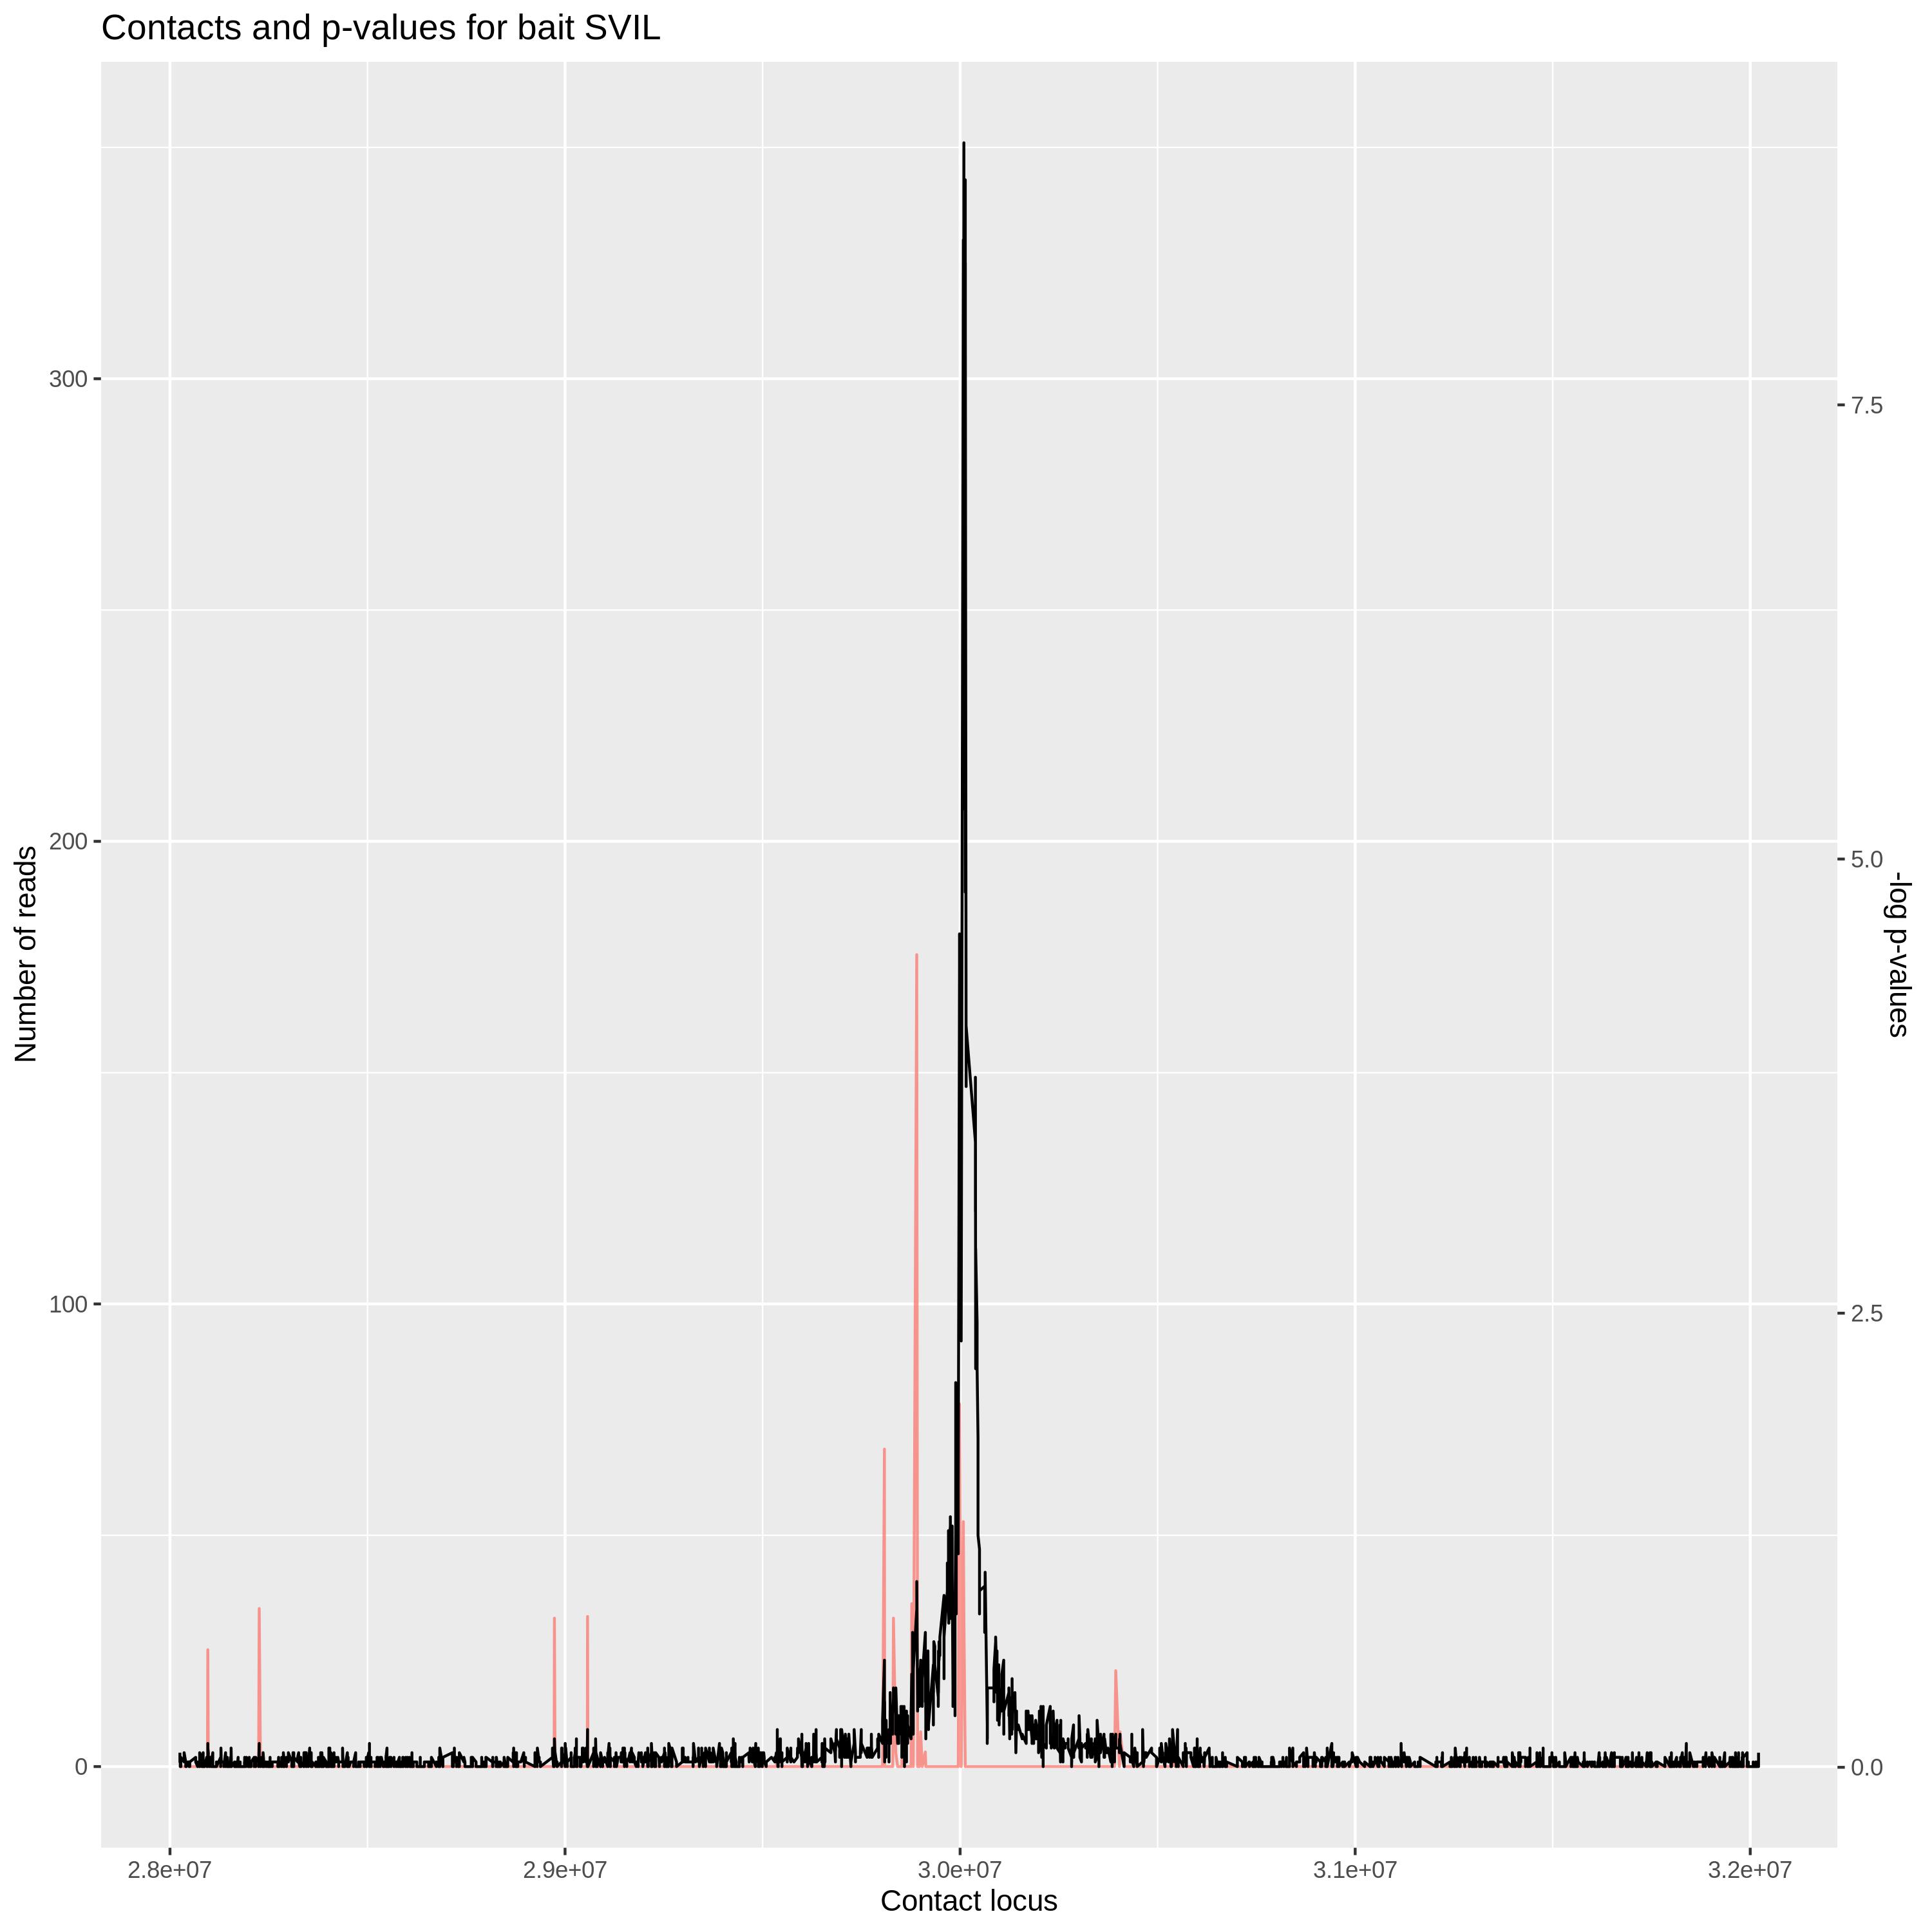 Contacts and p-values for bait SVIL
Number of reads
300
200
100
0
7.5
5.0
2.5
0.0
-log p-values
2.8e+07
2.9e+07
3.0e+07
3.1e+07
3.2e+07
Contact locus